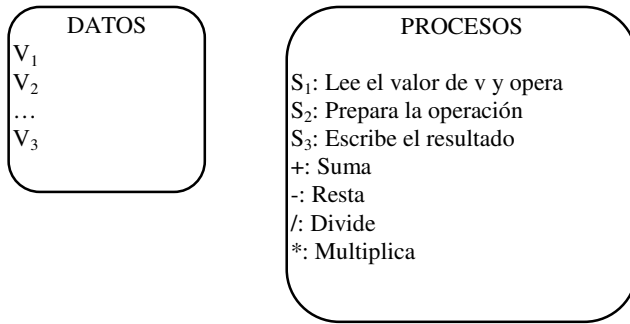 DATOS
V₁
V₂
…
V₃
PROCESOS
S₁: Lee el valor de v y opera
S₂: Prepara la operación
S₃: Escribe el resultado
+: Suma
-: Resta
/: Divide
*: Multiplica